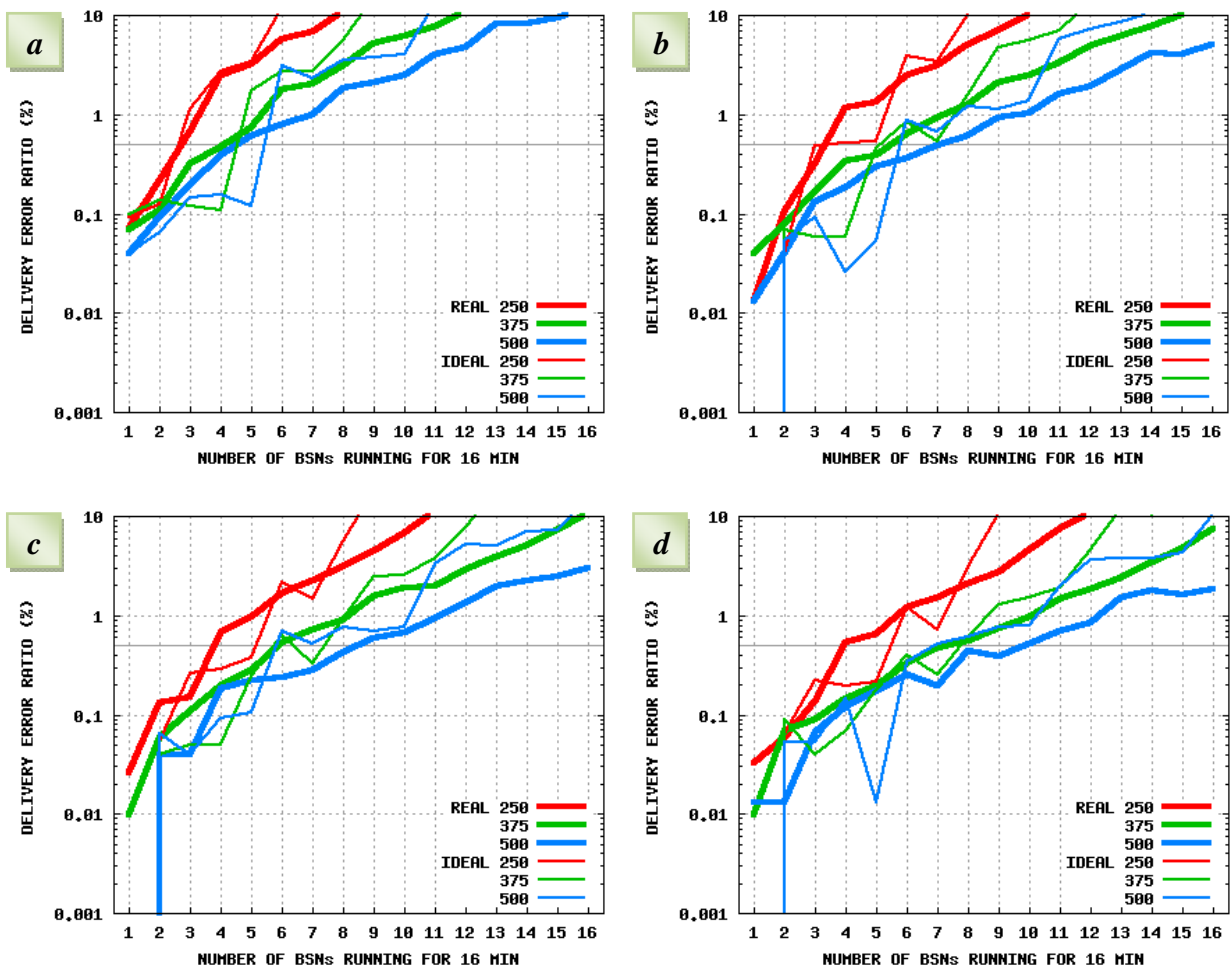 a
DELIVERY ERROR RATIO (%)
10
1
0.1
0.01
0.001
REAL 250
375
500
IDEAL 250
375
500
1 2 3 4 5 6 7 8 9 10 11 12 13 14 15 16
NUMBER OF BSNs RUNNING FOR 16 MIN
b
DELIVERY ERROR RATIO (%)
10
1
0.1
0.01
0.001
REAL 250
375
500
IDEAL 250
375
500
1 2 3 4 5 6 7 8 9 10 11 12 13 14 15 16
NUMBER OF BSNs RUNNING FOR 16 MIN
c
DELIVERY ERROR RATIO (%)
10
1
0.1
0.01
0.001
REAL 250
375
500
IDEAL 250
375
500
1 2 3 4 5 6 7 8 9 10 11 12 13 14 15 16
NUMBER OF BSNs RUNNING FOR 16 MIN
d
DELIVERY ERROR RATIO (%)
10
1
0.1
0.01
0.001
REAL 250
375
500
IDEAL 250
375
500
1 2 3 4 5 6 7 8 9 10 11 12 13 14 15 16
NUMBER OF BSNs RUNNING FOR 16 MIN